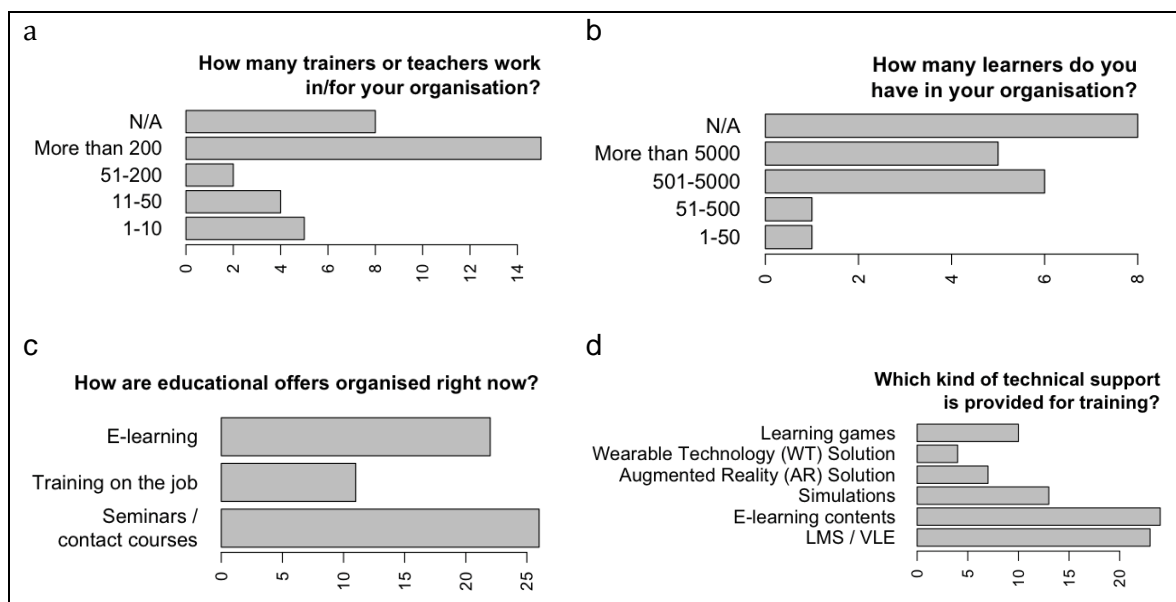 a
How many trainers or teachers work
in/for your organisation?
N/A
More than 200
51-200
11-50
1-10
0 2 4 6 8 10 12 14
b
How many learners do you
have in your organisation?
N/A
More than 5000
501-5000
51-500
1-50
0 2 4 6 8
c
How are educational offers organised right now?
E-learning
Training on the job
Seminars /
contact courses
0 5 10 15 20 25
d
Which kind of technical support
is provided for training?
Learning games
Wearable Technology (WT) Solution
Augmented Reality (AR) Solution
Simulations
E-learning contents
LMS / VLE
0 5 10 15 20